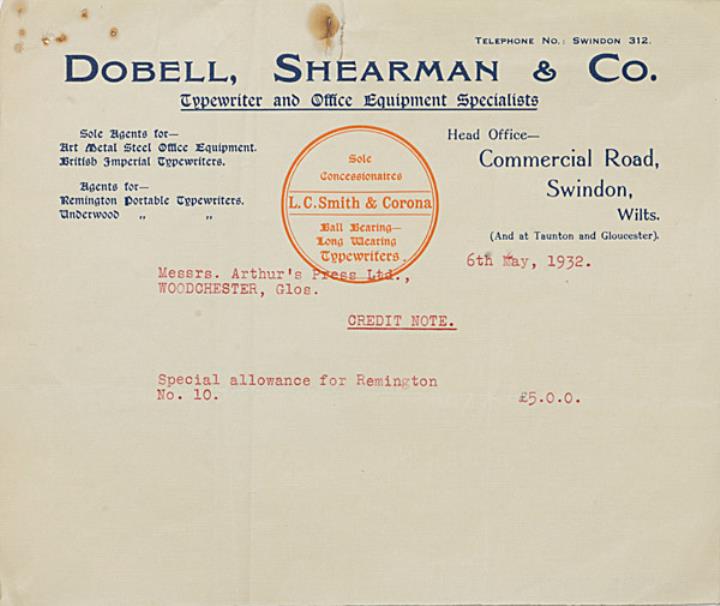 TELEPHONE NO.: SWINDON 312.
DOBELL, SHEARMAN & CO.
Typewriter and Office Equipment Specialists
Sole Agents for—
Art Metal Steel Office Equipment.
British Imperial Typewriters.
Agents for—
Remington Portable Typewriters.
Underwood „ „
Sole
Concessionaires
L.C.Smith & Corona
Ball Bearing—
Long Wearing
Typewriters.
Head Office—
Commercial Road,
Swindon,
Wilts.
(And at Taunton and Gloucester).
6th May, 1932.
Messrs. Arthur's Press Ltd.,
WOODCHESTER, Glos.
CREDIT NOTE.
Special allowance for Remington
No. 10. £5.0.0.